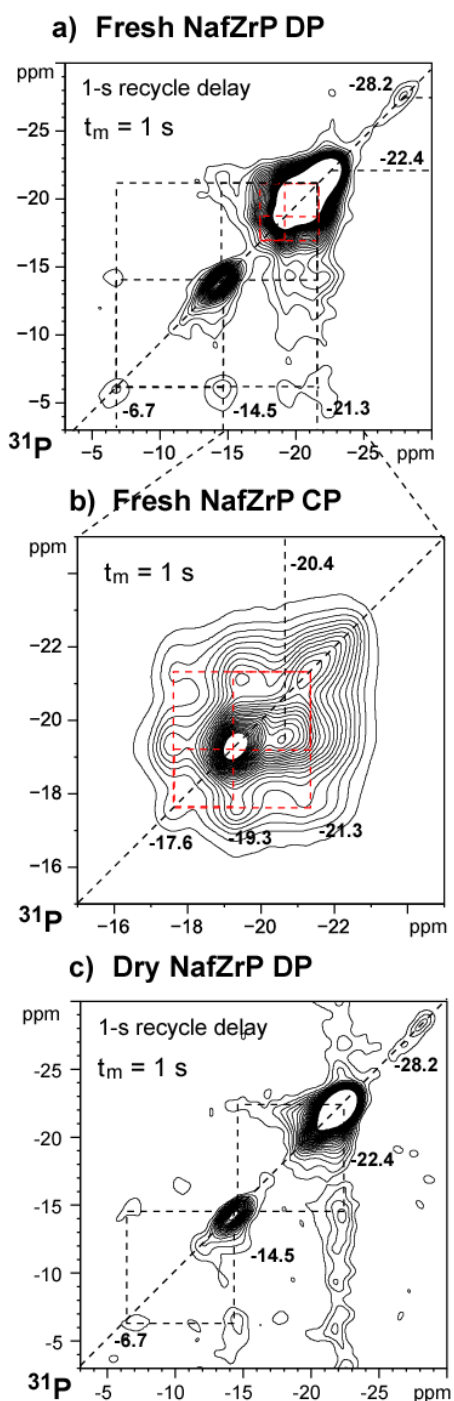 a) Fresh NafZrP DP
ppm
1-s recycle delay
tm = 1 s
-28.2
-22.4
−25
−20
−15
−10
−5
-6.7
-14.5
-21.3
31P
−5
−10
−15
−20
−25
ppm
b) Fresh NafZrP CP
ppm
tm = 1 s
-20.4
−22
−20
−18
−16
-17.6
-19.3
-21.3
31P
−16
−18
−20
−22
ppm
c) Dry NafZrP DP
ppm
1-s recycle delay
tm = 1 s
-28.2
-22.4
-25
-20
-15
-10
-5
-14.5
-6.7
31P
-5
-10
-15
-20
-25
ppm